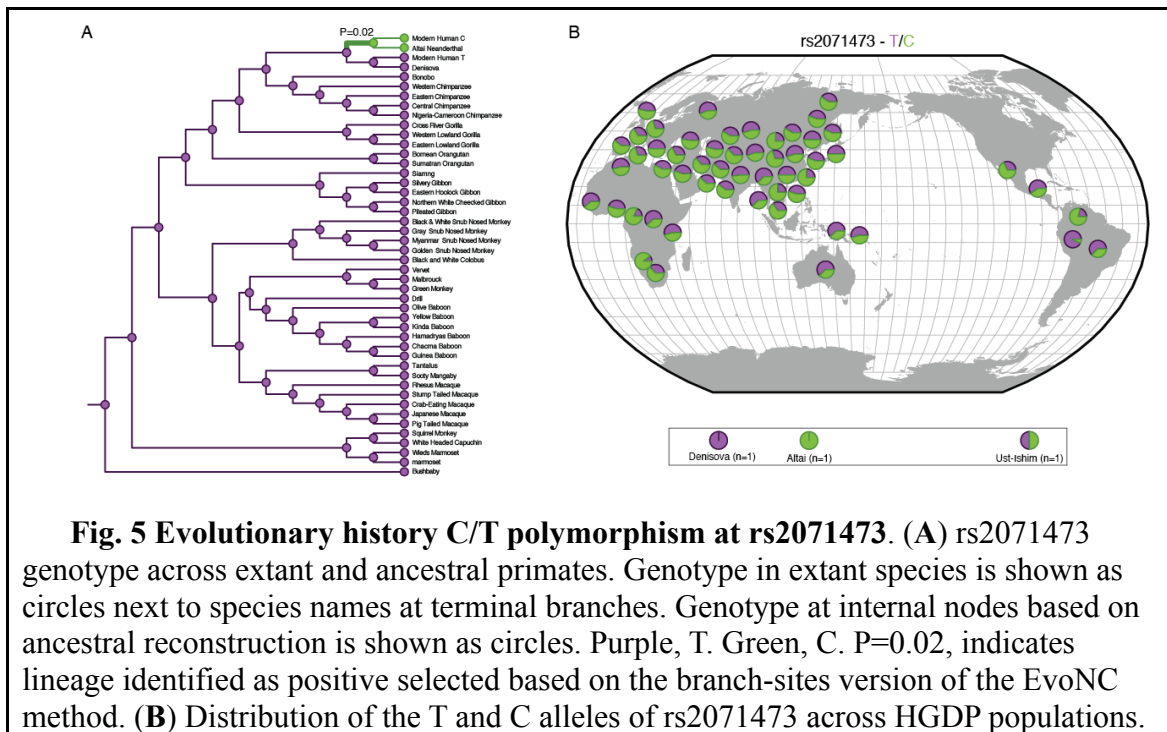 A
P=0.02
Modern Human C
Altai Neanderthal
Modern Human T
Denisova
Bonobo
Western Chimpanzee
Eastern Chimpanzee
Central Chimpanzee
Nigeria-Cameroon Chimpanzee
Cross River Gorilla
Western Lowland Gorilla
Eastern Lowland Gorilla
Bornean Orangutan
Sumatran Orangutan
Siamng
Silvery Gibbon
Eastern Hoolock Gibbon
Northern White Cheecked Gibbon
Pileated Gibbon
Black & White Snub Nosed Monkey
Gray Snub Nosed Monkey
Myanmar Snub Nosed Monkey
Golden Snub Nosed Monkey
Black and White Colobus
Vervet
Malbrouck
Green Monkey
Drill
Olive Baboon
Yellow Baboon
Kinda Baboon
Hamadryas Baboon
Chacma Baboon
Guinea Baboon
Tantalus
Sooty Mangaby
Rhesus Macaque
Stump Tailed Macaque
Crab-Eating Macaque
Japanese Macaque
Pig Tailed Macaque
Squirrel Monkey
White Headed Capuchin
Wieds Marmoset
marmoset
Bushbaby
B
rs2071473 - T/C
Denisova (n=1)
Altai (n=1)
Ust-Ishim (n=1)
Fig. 5 Evolutionary history C/T polymorphism at rs2071473. (A) rs2071473
genotype across extant and ancestral primates. Genotype in extant species is shown as
circles next to species names at terminal branches. Genotype at internal nodes based on
ancestral reconstruction is shown as circles. Purple, T. Green, C. P=0.02, indicates
lineage identified as positive selected based on the branch-sites version of the EvoNC
method. (B) Distribution of the T and C alleles of rs2071473 across HGDP populations.